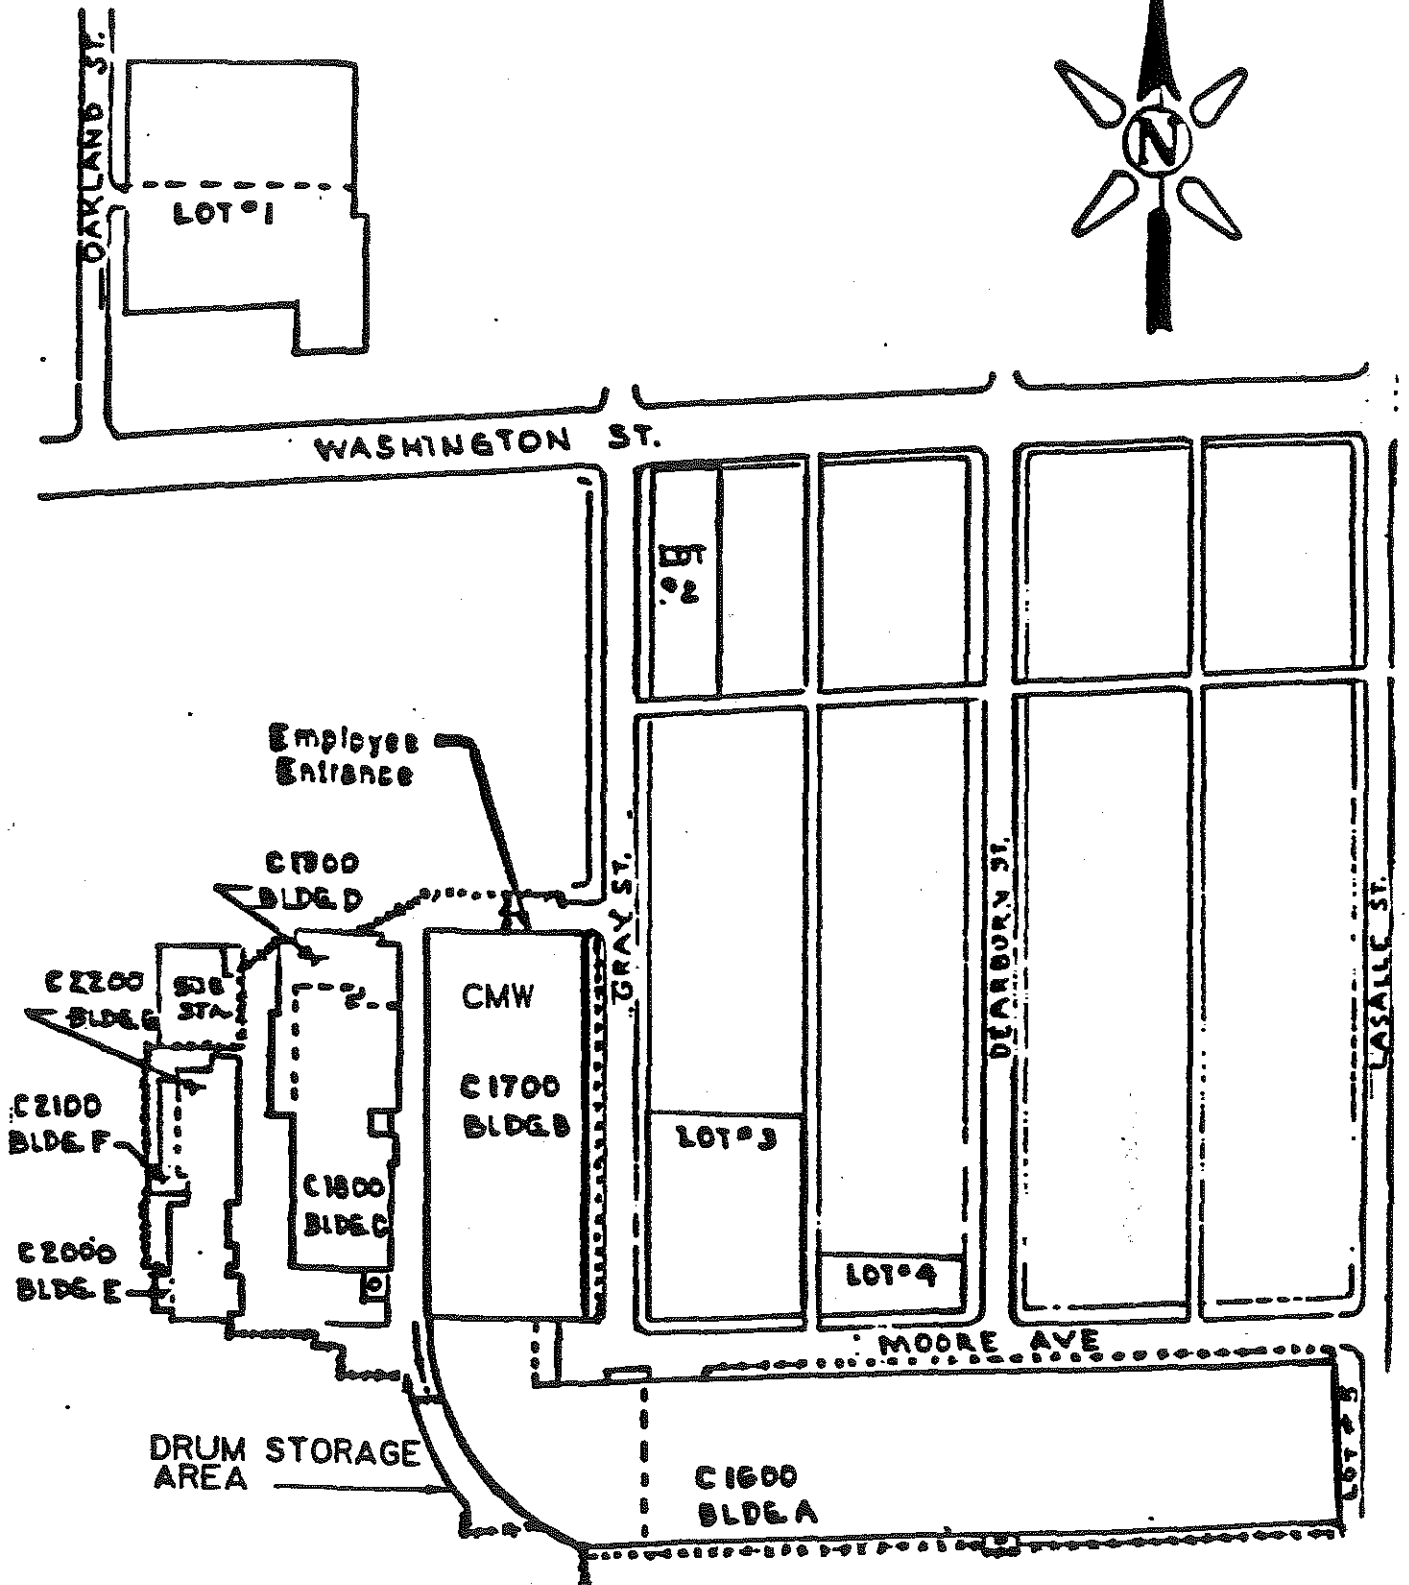 OAKLAND ST.
LOT #1
N
WASHINGTON ST.
LOT
#2
Employee
Entrance
GRAY ST.
DEARBURN ST.
LASALLE ST.
BLDG. D
SUB
STA
C2200
BLDG. G
CMW
C1700
BLDG. B
C2100
BLDG. F
LOT #3
C1800
BLDG. C
C2000
BLDG. E
LOT #4
MOORE AVE
LOT #5
DRUM STORAGE
AREA
C1600
BLDG. A